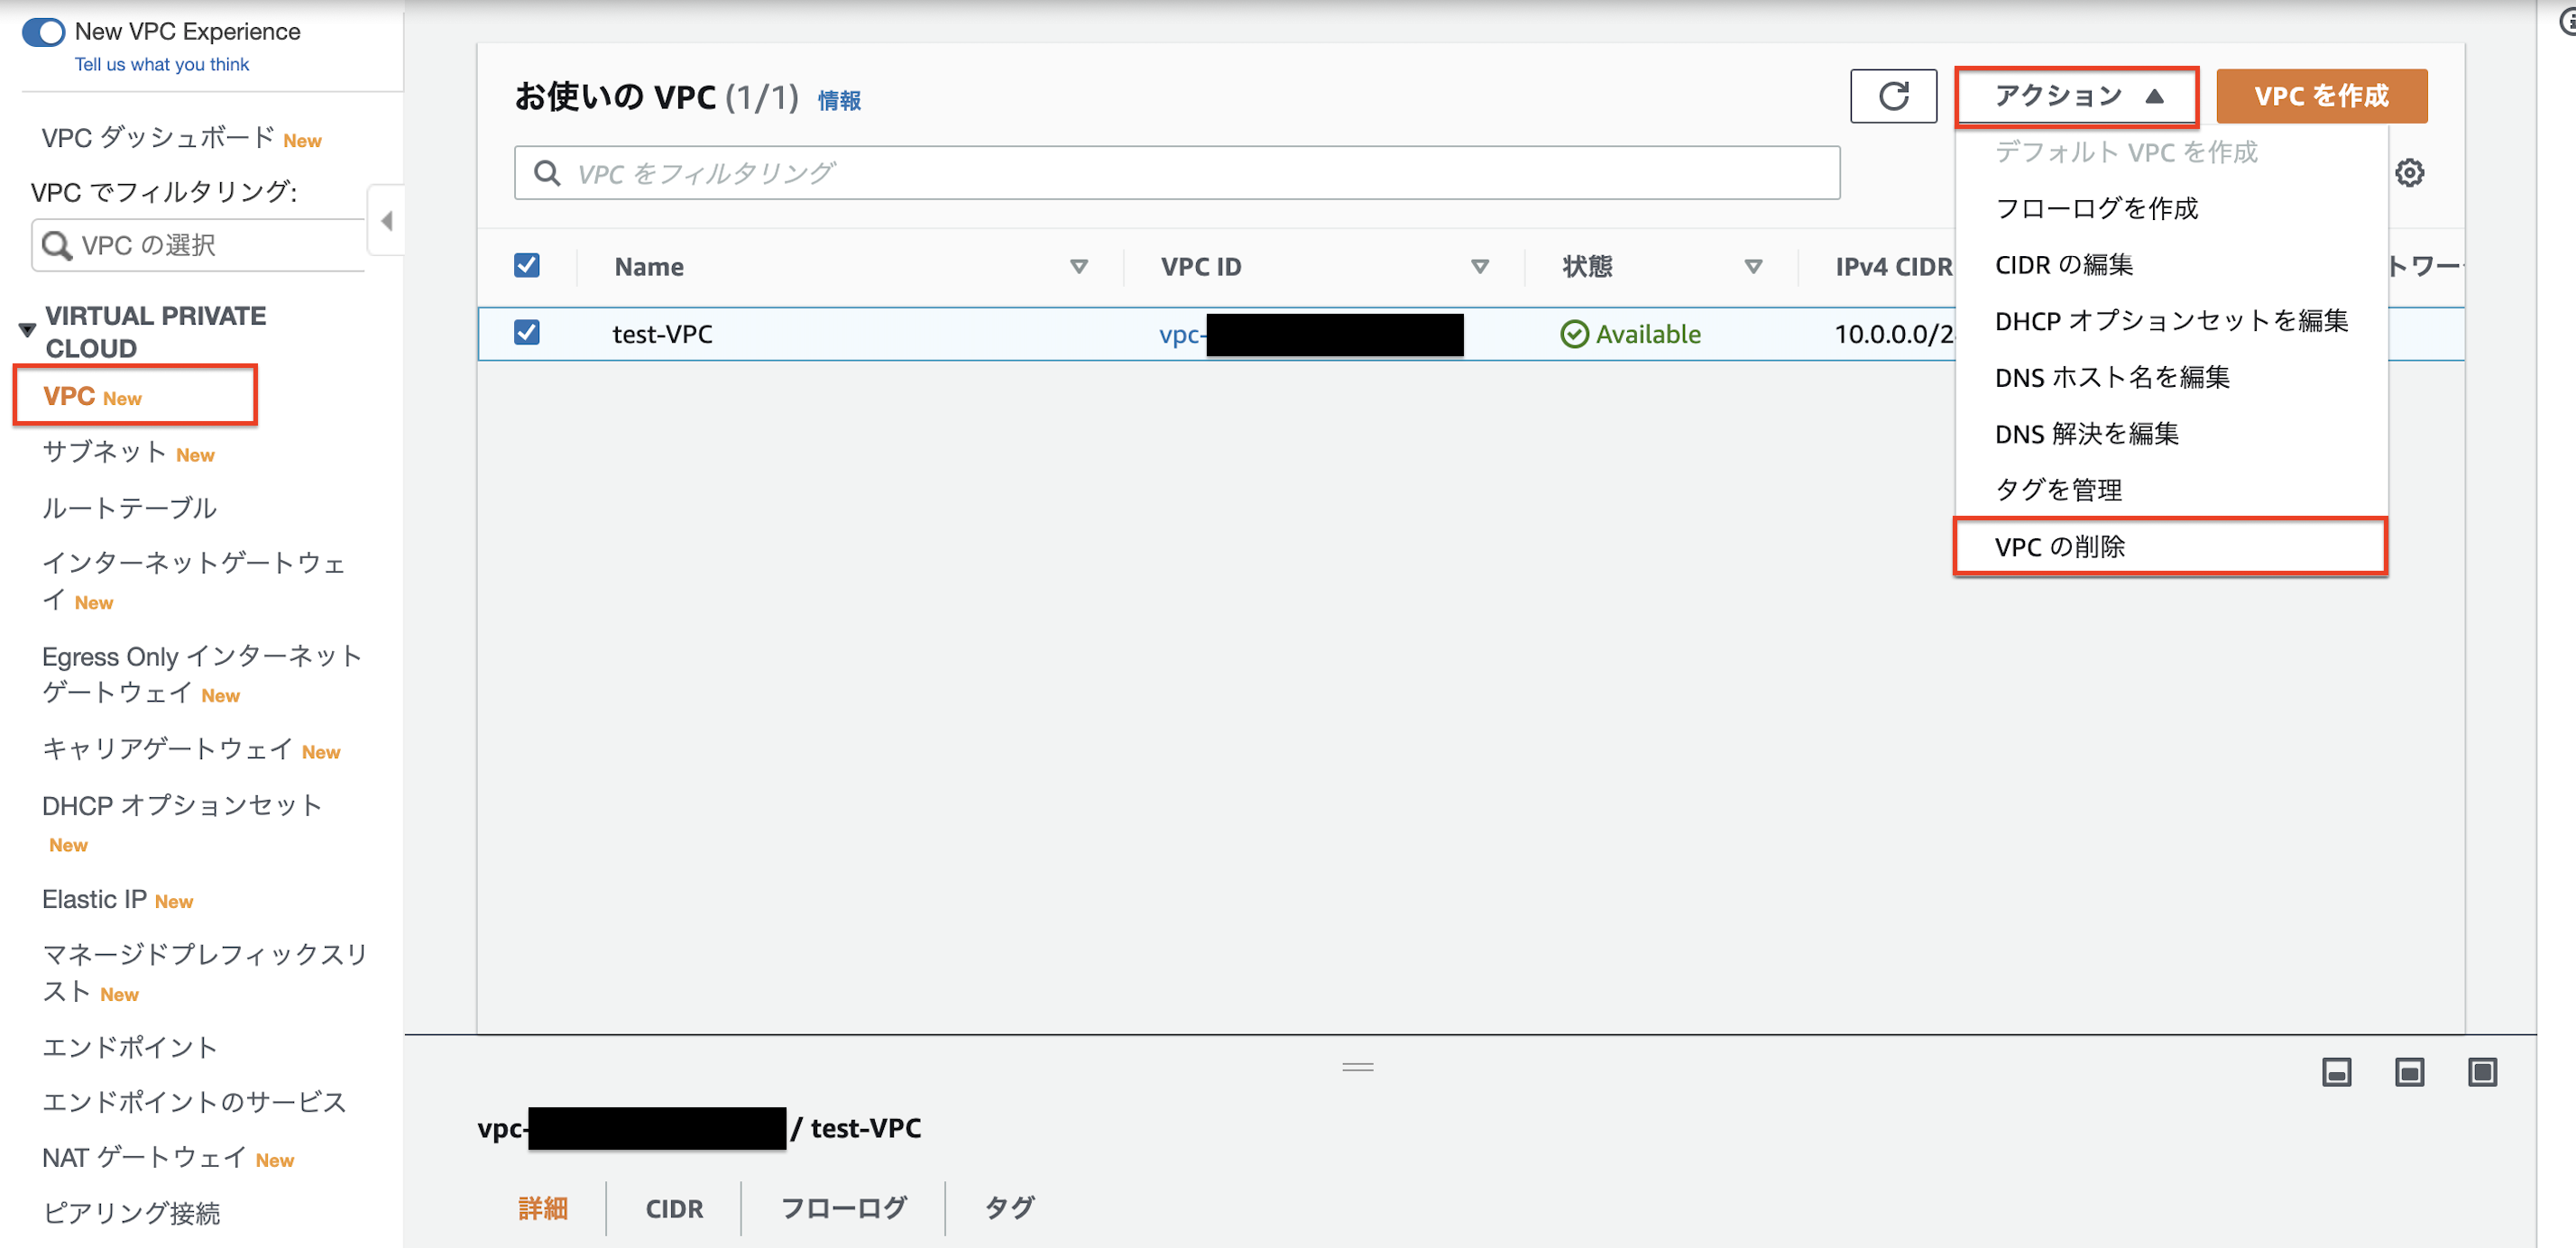 New VPC Experience
Tell us what you think
VPC ダッシュボード New
VPC でフィルタリング:
VPC の選択
VIRTUAL PRIVATE
CLOUD
VPC New
サブネット New
ルートテーブル
インターネットゲートウェ
イ New
Egress Only インターネット
ゲートウェイ New
キャリアゲートウェイ New
DHCP オプションセット
New
Elastic IP New
マネージドプレフィックスリ
スト New
エンドポイント
エンドポイントのサービス
NAT ゲートウェイ New
ピアリング接続
お使いの VPC (1/1) 情報
アクション
VPC を作成
VPC をフィルタリング
Name
VPC ID
状態
IPv4 CIDR
トワー
test-VPC
vpc-
Available
10.0.0.0/2
デフォルト VPC を作成
フローログを作成
CIDR の編集
DHCP オプションセットを編集
DNS ホスト名を編集
DNS 解決を編集
タグを管理
VPC の削除
vpc- / test-VPC
詳細
CIDR
フローログ
タグ